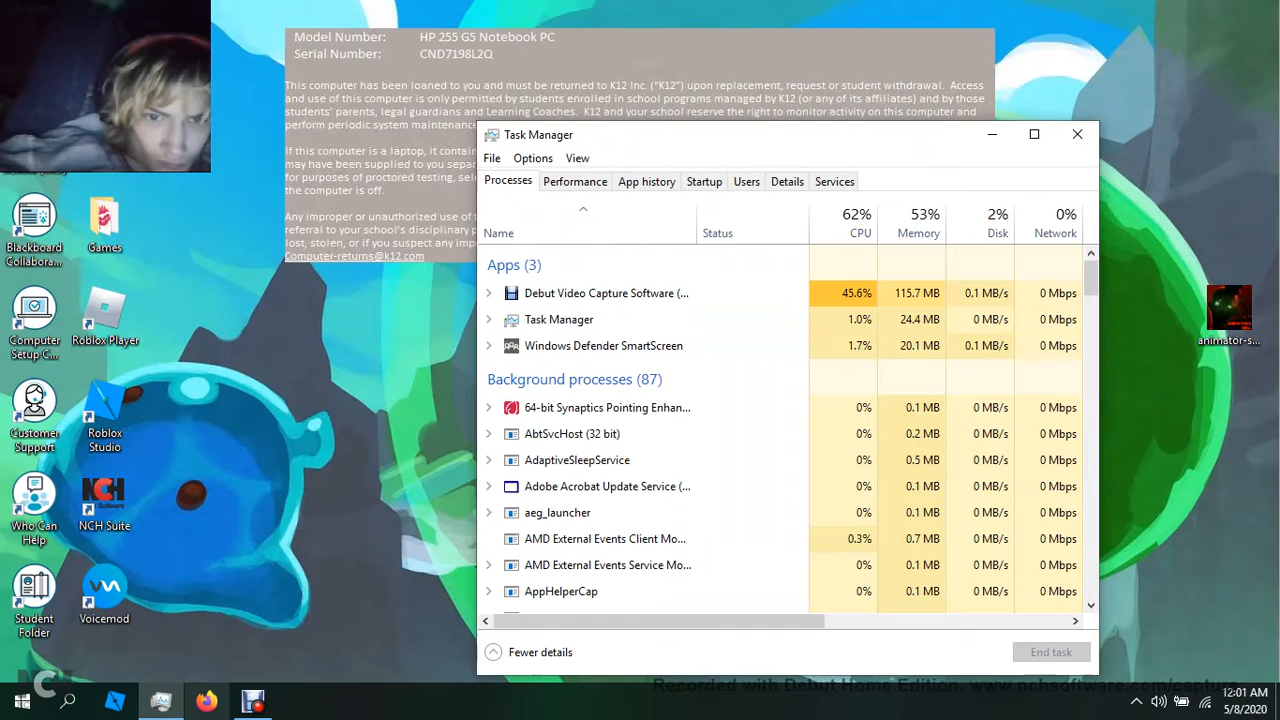 Model Number: HP 255 G5 Notebook PC
Serial Number: CND7198L2Q
This computer has been loaned to you and must be returned to K12 Inc. ("K12") upon replacement, request or student withdrawal. Access
and use of this computer is only permitted by students enrolled in school programs managed by K12 (or any of its affiliates) and by those
students' parents, legal guardians and Learning Coaches. K12 and your school reserve the right to monitor activity on this computer and
perform periodic system maintenance
If this computer is a laptop, it contain
may have been supplied to you separ
for purposes of proctored testing, sele
the computer is off.
Any improper or unauthorized use of t
referral to your school's disciplinary p
lost, stolen, or if you suspect any imp
Computer-returns@k12.com
Task Manager
File Options View
Processes Performance App history Startup Users Details Services
62% 53% 2% 0%
Name Status CPU Memory Disk Network
Apps (3)
Debut Video Capture Software (... 45.6% 115.7 MB 0.1 MB/s 0 Mbps
Task Manager 1.0% 24.4 MB 0 MB/s 0 Mbps
Windows Defender SmartScreen 1.7% 20.1 MB 0.1 MB/s 0 Mbps
Background processes (87)
64-bit Synaptics Pointing Enhan... 0% 0.1 MB 0 MB/s 0 Mbps
AbtSvcHost (32 bit) 0% 0.2 MB 0 MB/s 0 Mbps
AdaptiveSleepService 0% 0.5 MB 0 MB/s 0 Mbps
Adobe Acrobat Update Service (... 0% 0.1 MB 0 MB/s 0 Mbps
aeg_launcher 0% 0.1 MB 0 MB/s 0 Mbps
AMD External Events Client Mo... 0.3% 0.7 MB 0 MB/s 0 Mbps
AMD External Events Service Mo... 0% 0.1 MB 0 MB/s 0 Mbps
AppHelperCap 0% 0.1 MB 0 MB/s 0 Mbps
Fewer details End task
Blackboard
Collabora...
Games
Computer
Setup C...
Roblox Player
Customer
Support
Roblox
Studio
Who Can
Help
NCH
Software
NCH Suite
Student
Folder
Voicemod
animator-s...
NCH
Recorded with Debut Home Edition. www.nchsoftware.com/capture
12:01 AM
5/8/2020